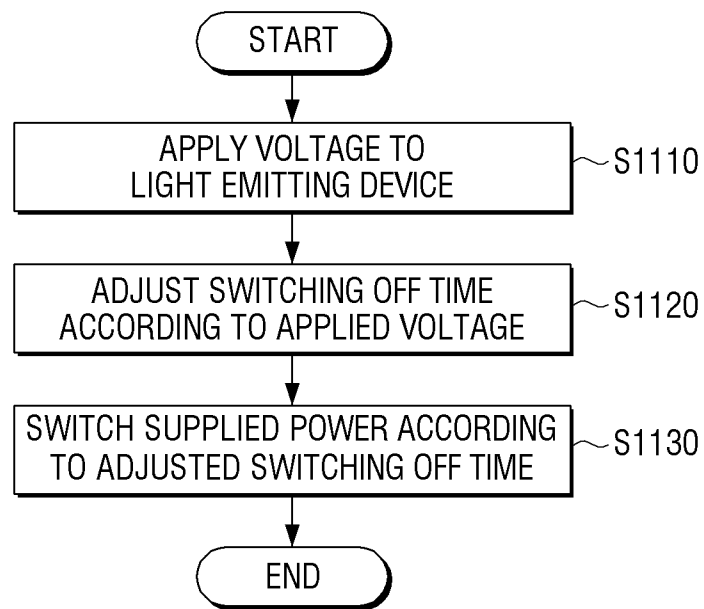 START
APPLY VOLTAGE TO
LIGHT EMITTING DEVICE
S1110
ADJUST SWITCHING OFF TIME
ACCORDING TO APPLIED VOLTAGE
S1120
SWITCH SUPPLIED POWER ACCORDING
TO ADJUSTED SWITCHING OFF TIME
S1130
END